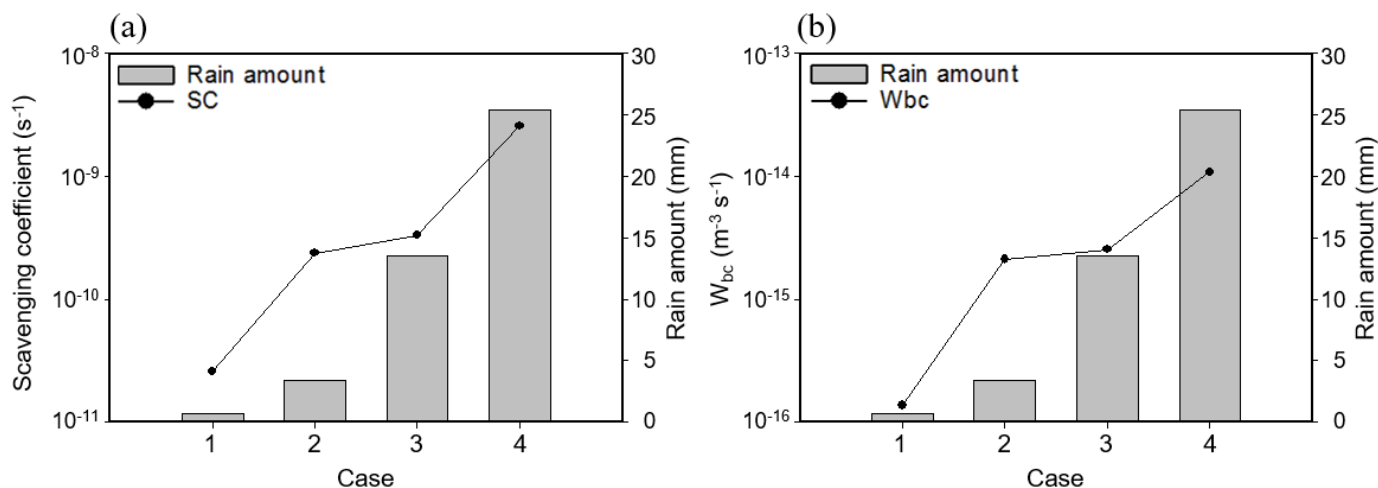 (a)
10⁻⁸
10⁻⁹
10⁻¹⁰
10⁻¹¹
Scavenging coefficient (s⁻¹)
Rain amount
SC
30
25
20
15
10
5
0
Rain amount (mm)
1 2 3 4
Case
(b)
10⁻¹³
10⁻¹⁴
10⁻¹⁵
10⁻¹⁶
W_bc (m⁻³ s⁻¹)
Rain amount
Wbc
30
25
20
15
10
5
0
Rain amount (mm)
1 2 3 4
Case